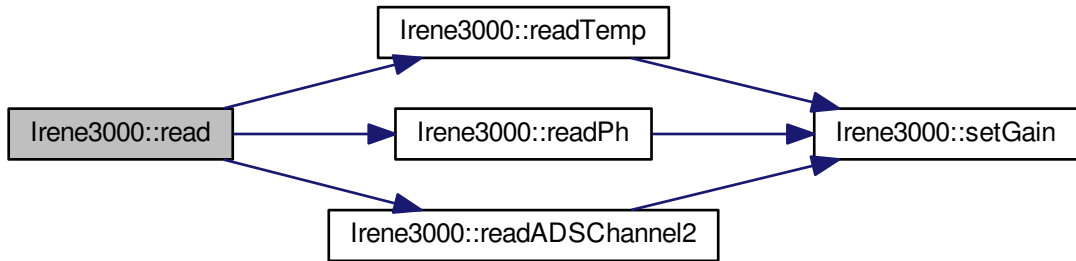 Irene3000::readTemp
Irene3000::read
Irene3000::readPh
Irene3000::setGain
Irene3000::readADSChannel2